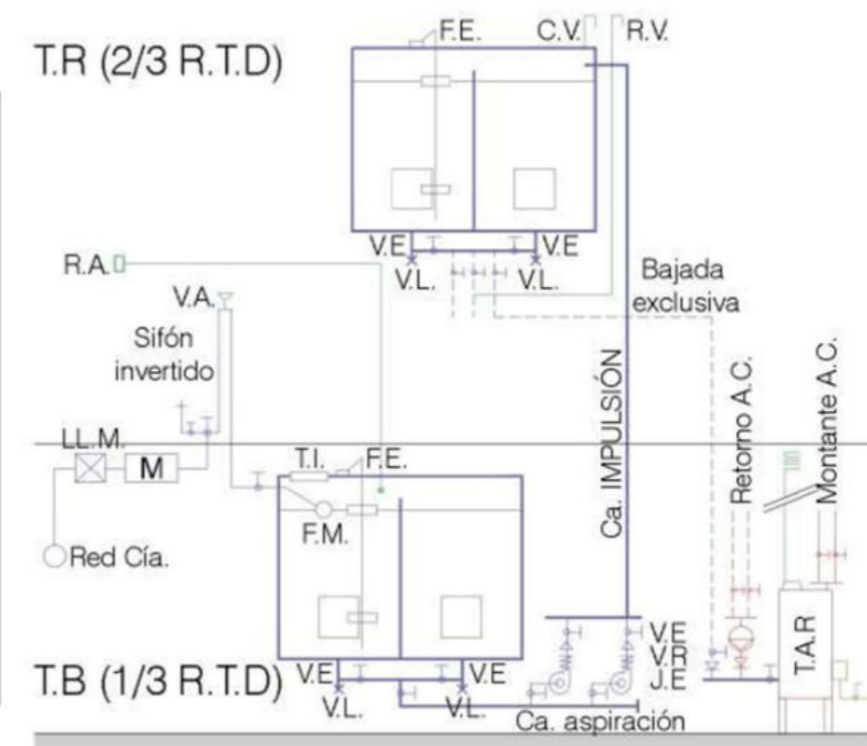 T.R (2/3 R.T.D)
F.E.
C.V.
R.V.
V.E
V.E
V.L.
V.L.
R.A.
V.A.
Sifón
invertido
Bajada
exclusiva
Ca. IMPULSIÓN
Retorno A.C.
Montante A.C.
LL.M.
M
T.I.
F.E.
F.M.
Red Cía.
T.B (1/3 R.T.D)
V.E
V.E
V.L.
V.L.
V.E
V.R
J.E
Ca. aspiración
T.A.R